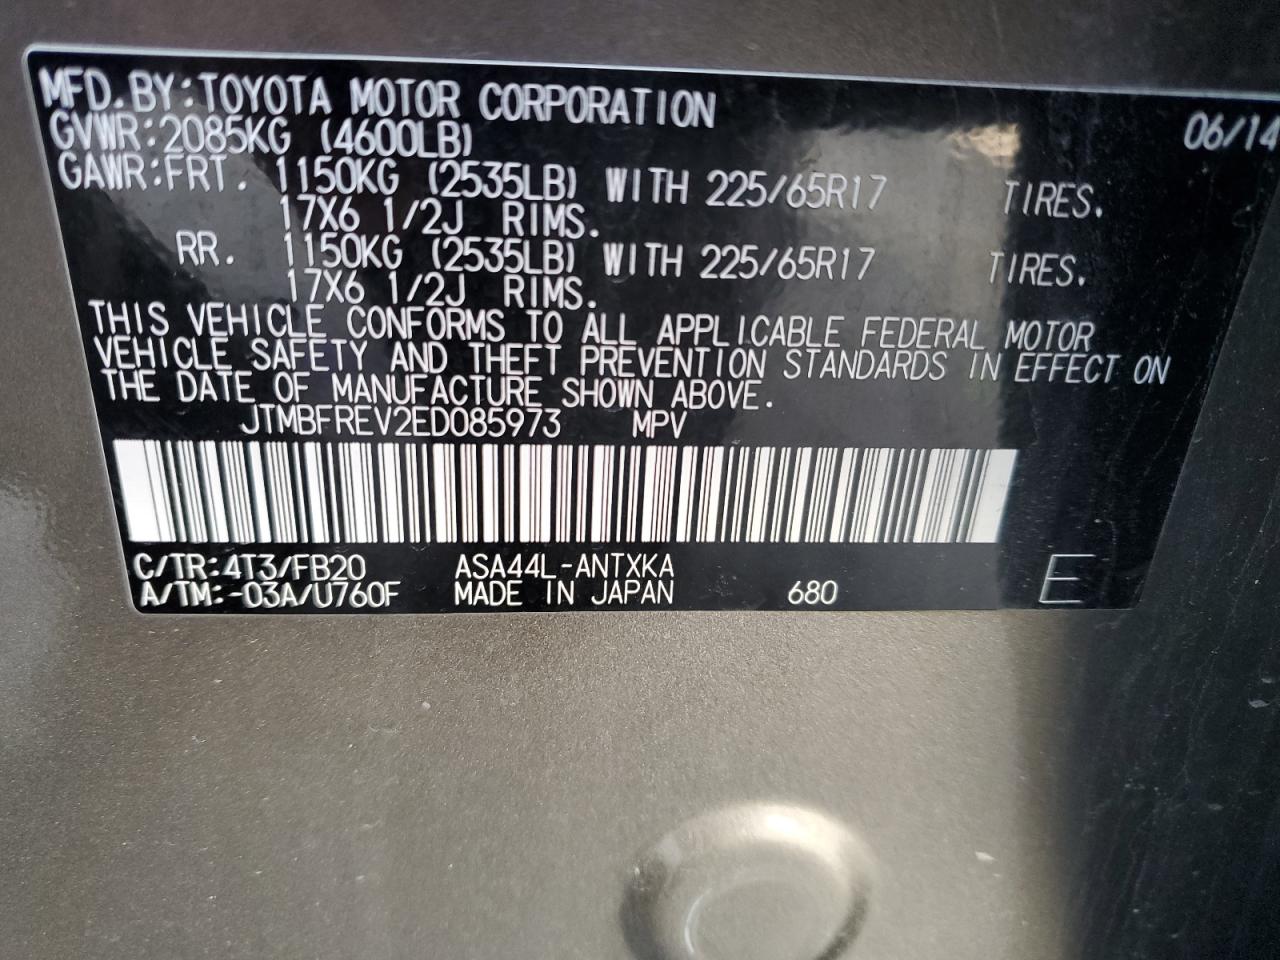 MFD. BY: TOYOTA MOTOR CORPORATION 06/14
GVWR: 2085KG (4600LB)
GAWR: FRT. 1150KG (2535LB) WITH 225/65R17 TIRES.
17X6 1/2J RIMS.
RR. 1150KG (2535LB) WITH 225/65R17 TIRES.
17X6 1/2J RIMS.
THIS VEHICLE CONFORMS TO ALL APPLICABLE FEDERAL MOTOR
VEHICLE SAFETY AND THEFT PREVENTION STANDARDS IN EFFECT ON
THE DATE OF MANUFACTURE SHOWN ABOVE.
JTMBFREV2ED085973 MPV
C/TR: 4T3/FB20 ASA44L-ANTXKA
A/TM: -03A/U760F MADE IN JAPAN 680 E